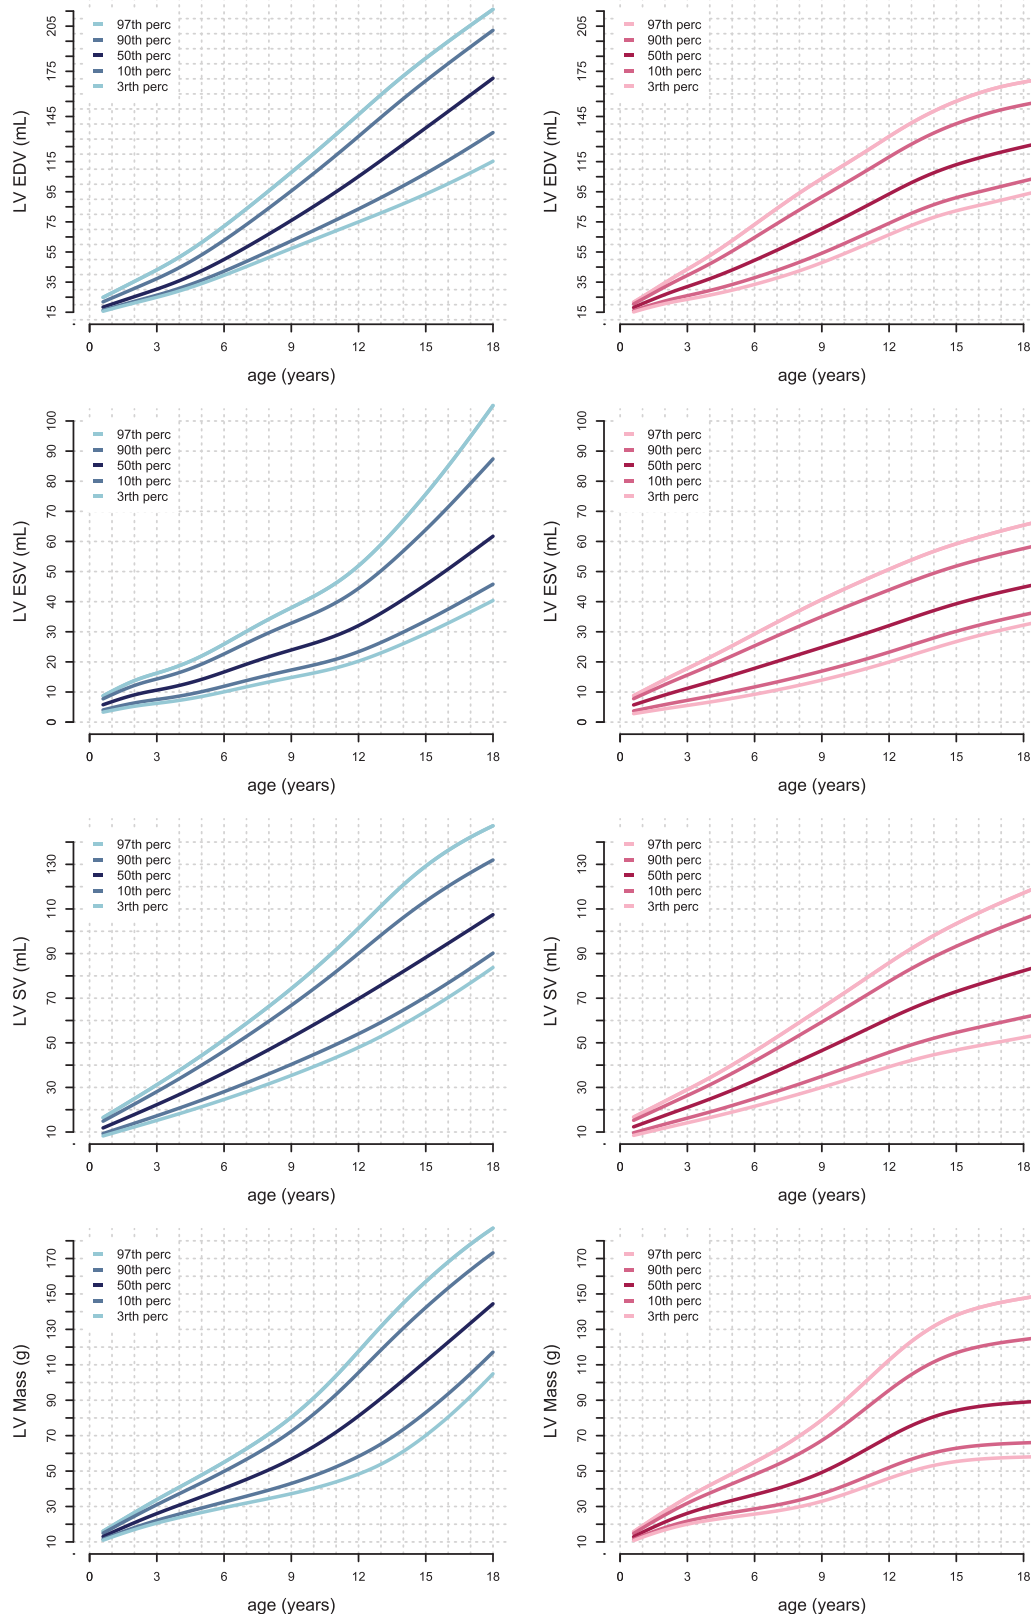 LV EDV (mL)
205
175
145
115
95
75
55
35
15
97th perc
90th perc
50th perc
10th perc
3rth perc
0 3 6 9 12 15 18
age (years)
LV EDV (mL)
205
175
145
115
95
75
55
35
15
97th perc
90th perc
50th perc
10th perc
3rth perc
0 3 6 9 12 15 18
age (years)
LV ESV (mL)
100
90
80
70
60
50
40
30
20
10
0
97th perc
90th perc
50th perc
10th perc
3rth perc
0 3 6 9 12 15 18
age (years)
LV ESV (mL)
100
90
80
70
60
50
40
30
20
10
0
97th perc
90th perc
50th perc
10th perc
3rth perc
0 3 6 9 12 15 18
age (years)
LV SV (mL)
130
110
90
70
50
30
10
97th perc
90th perc
50th perc
10th perc
3rth perc
0 3 6 9 12 15 18
age (years)
LV SV (mL)
130
110
90
70
50
30
10
97th perc
90th perc
50th perc
10th perc
3rth perc
0 3 6 9 12 15 18
age (years)
LV Mass (g)
170
150
130
110
90
70
50
30
10
97th perc
90th perc
50th perc
10th perc
3rth perc
0 3 6 9 12 15 18
age (years)
LV Mass (g)
170
150
130
110
90
70
50
30
10
97th perc
90th perc
50th perc
10th perc
3rth perc
0 3 6 9 12 15 18
age (years)